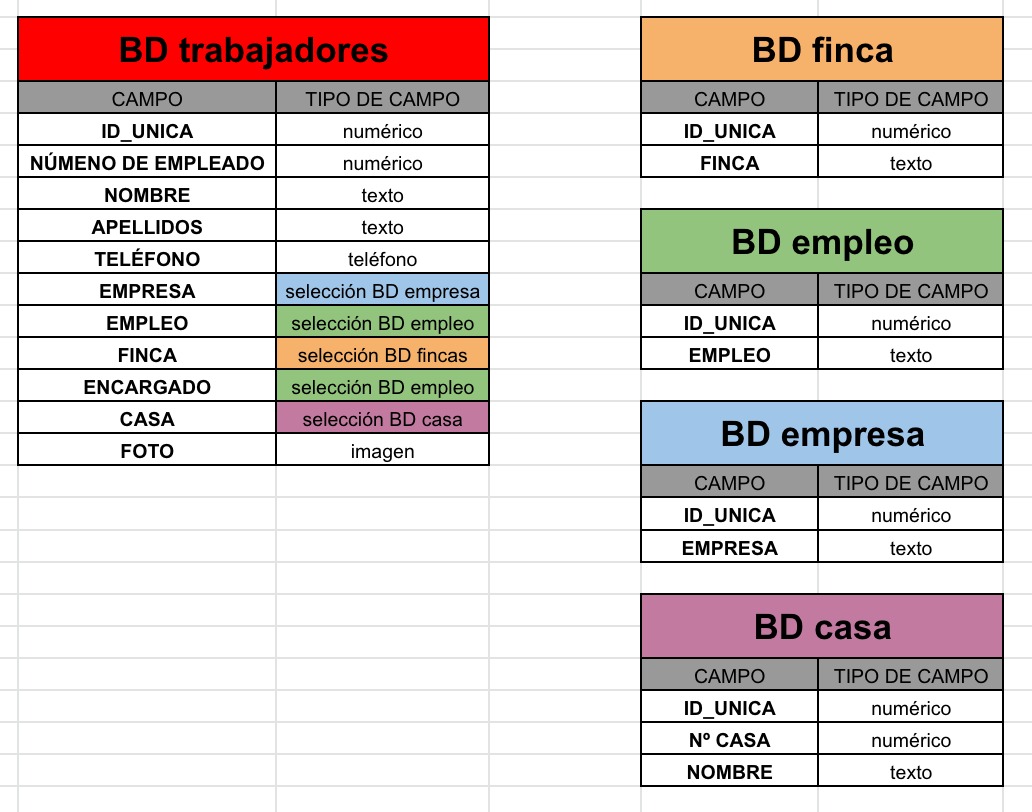 BD trabajadores
CAMPO TIPO DE CAMPO
ID_UNICA numérico
NÚMENO DE EMPLEADO numérico
NOMBRE texto
APELLIDOS texto
TELÉFONO teléfono
EMPRESA selección BD empresa
EMPLEO selección BD empleo
FINCA selección BD fincas
ENCARGADO selección BD empleo
CASA selección BD casa
FOTO imagen
BD finca
CAMPO TIPO DE CAMPO
ID_UNICA numérico
FINCA texto
BD empleo
CAMPO TIPO DE CAMPO
ID_UNICA numérico
EMPLEO texto
BD empresa
CAMPO TIPO DE CAMPO
ID_UNICA numérico
EMPRESA texto
BD casa
CAMPO TIPO DE CAMPO
ID_UNICA numérico
Nº CASA numérico
NOMBRE texto